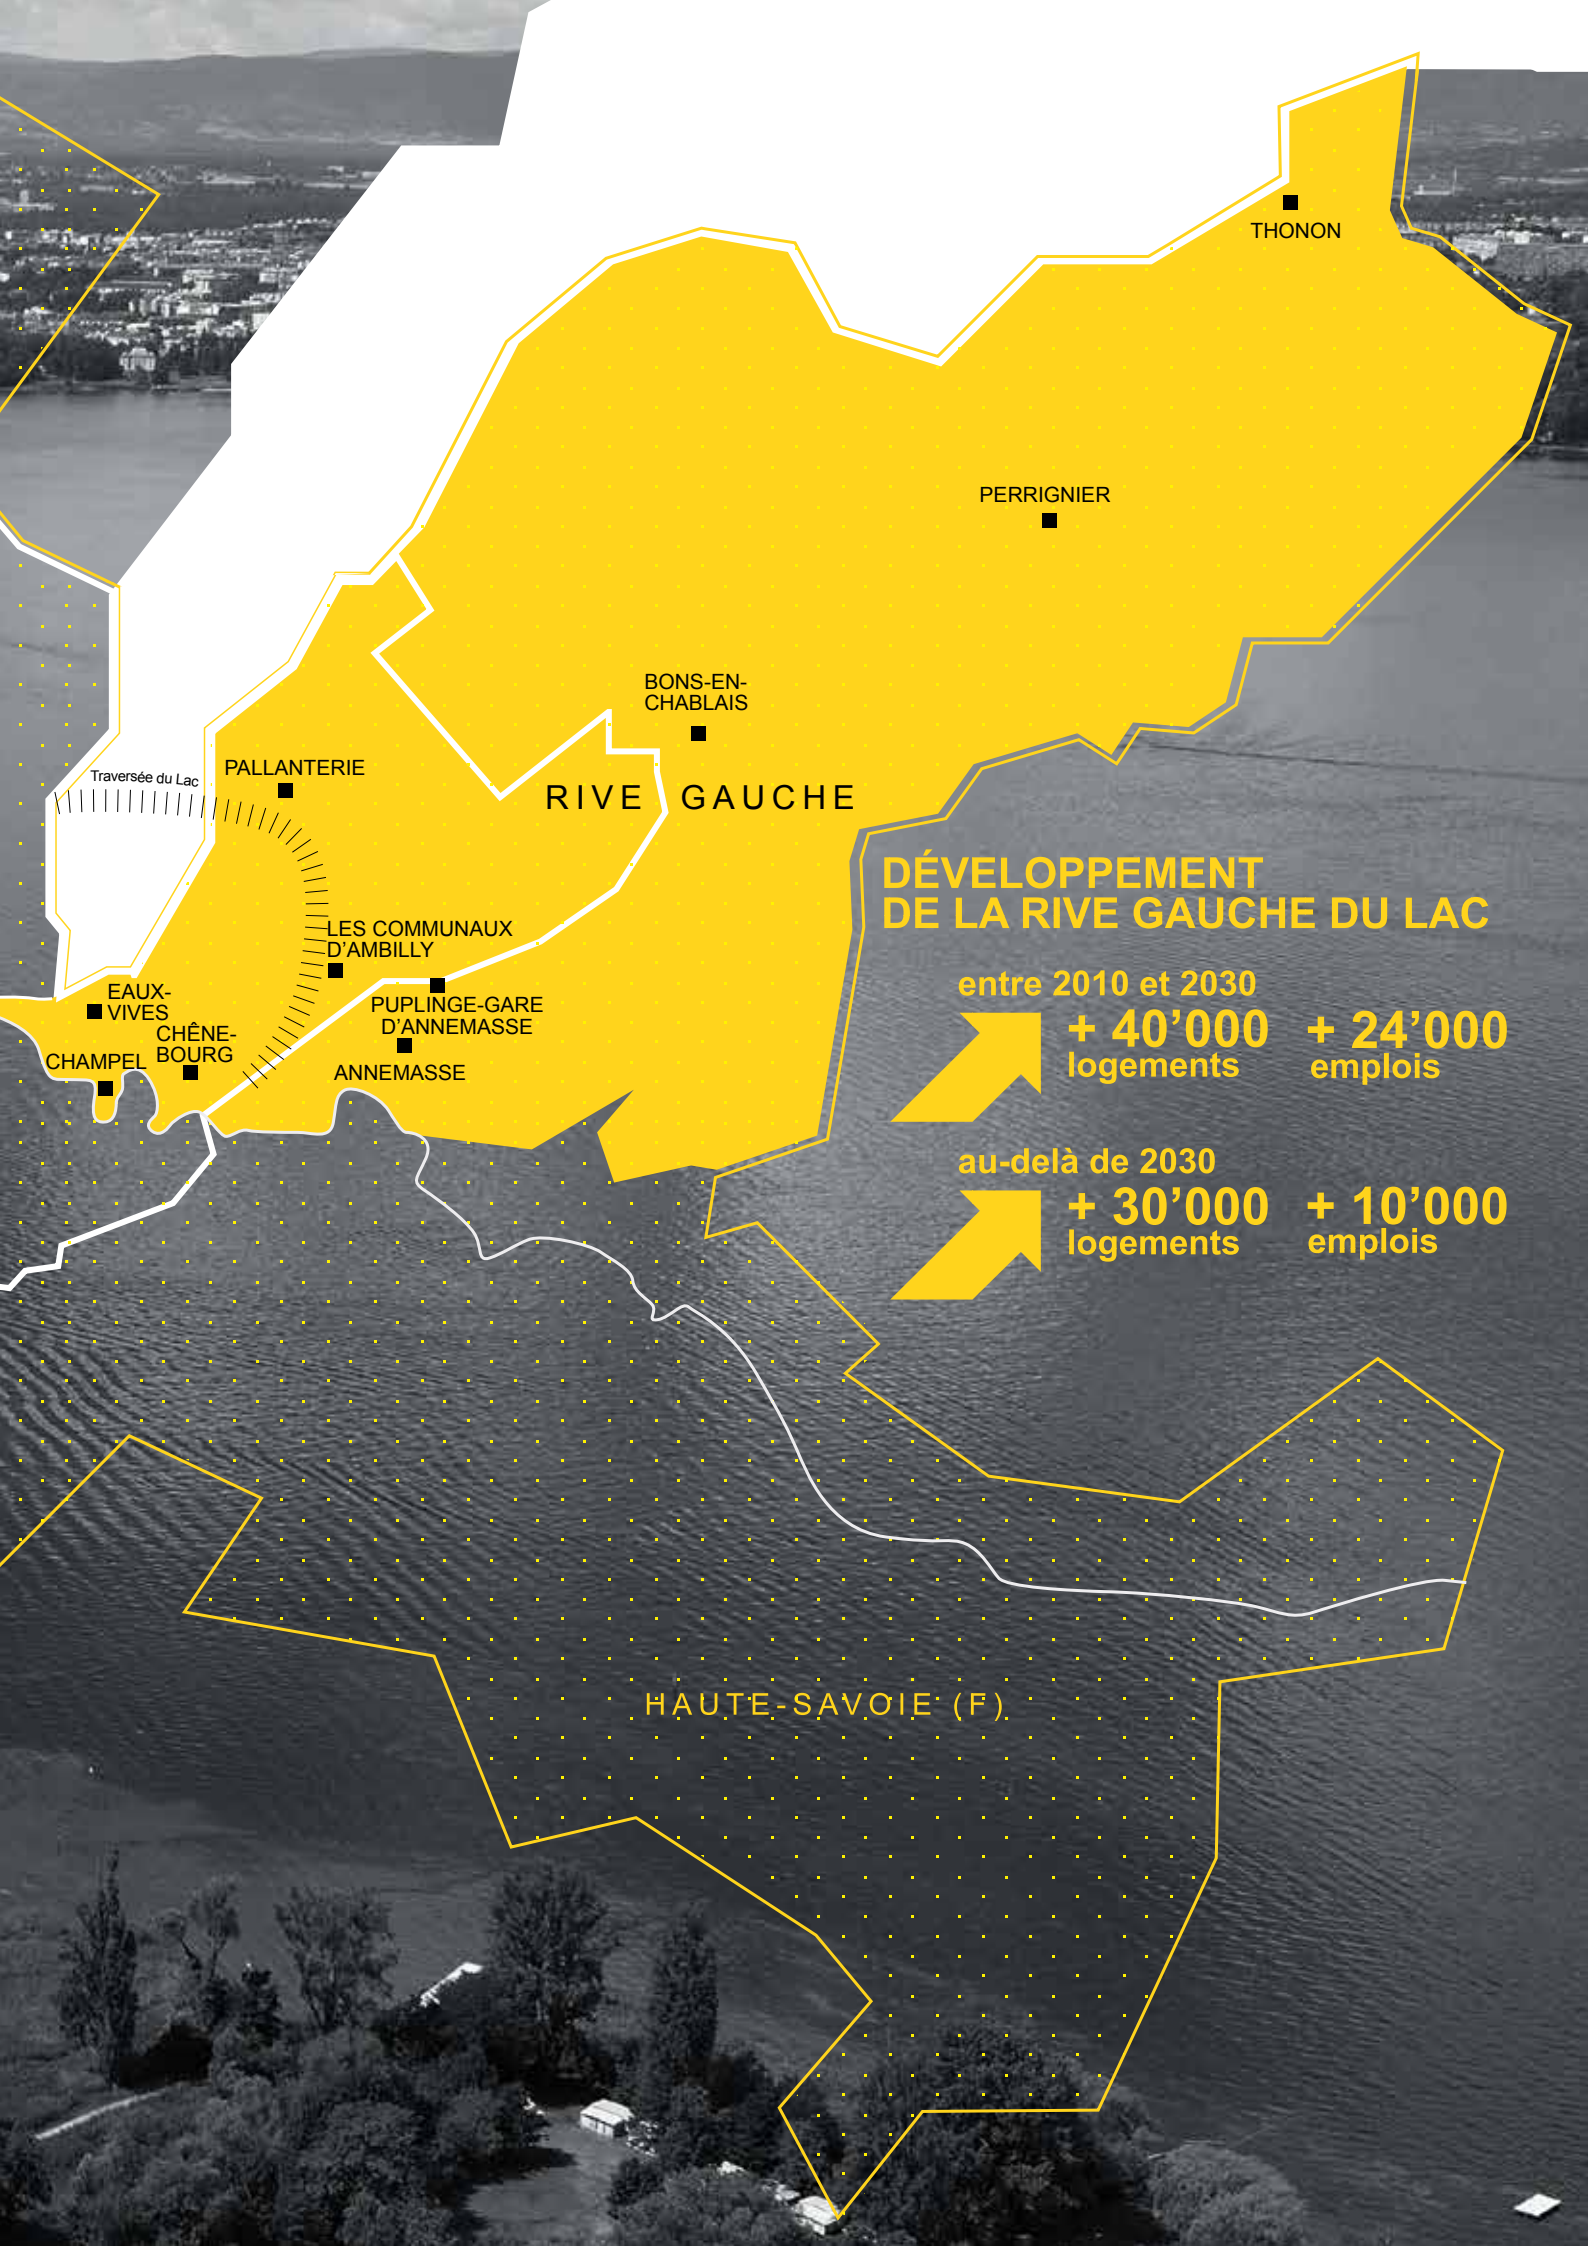 THONON
PERRIGNIER
BONS-EN-
CHABLAIS
Traversée du Lac
PALLANTERIE
RIVE GAUCHE
DÉVELOPPEMENT
DE LA RIVE GAUCHE DU LAC
LES COMMUNAUX
D’AMBILLY
entre 2010 et 2030
+ 40’000 + 24’000
logements emplois
EAUX-
VIVES
PUPLINGE-GARE
D’ANNEMASSE
CHÊNE-
BOURG
CHAMPEL
ANNEMASSE
au-delà de 2030
+ 30’000 + 10’000
logements emplois
HAUTE-SAVOIE (F)